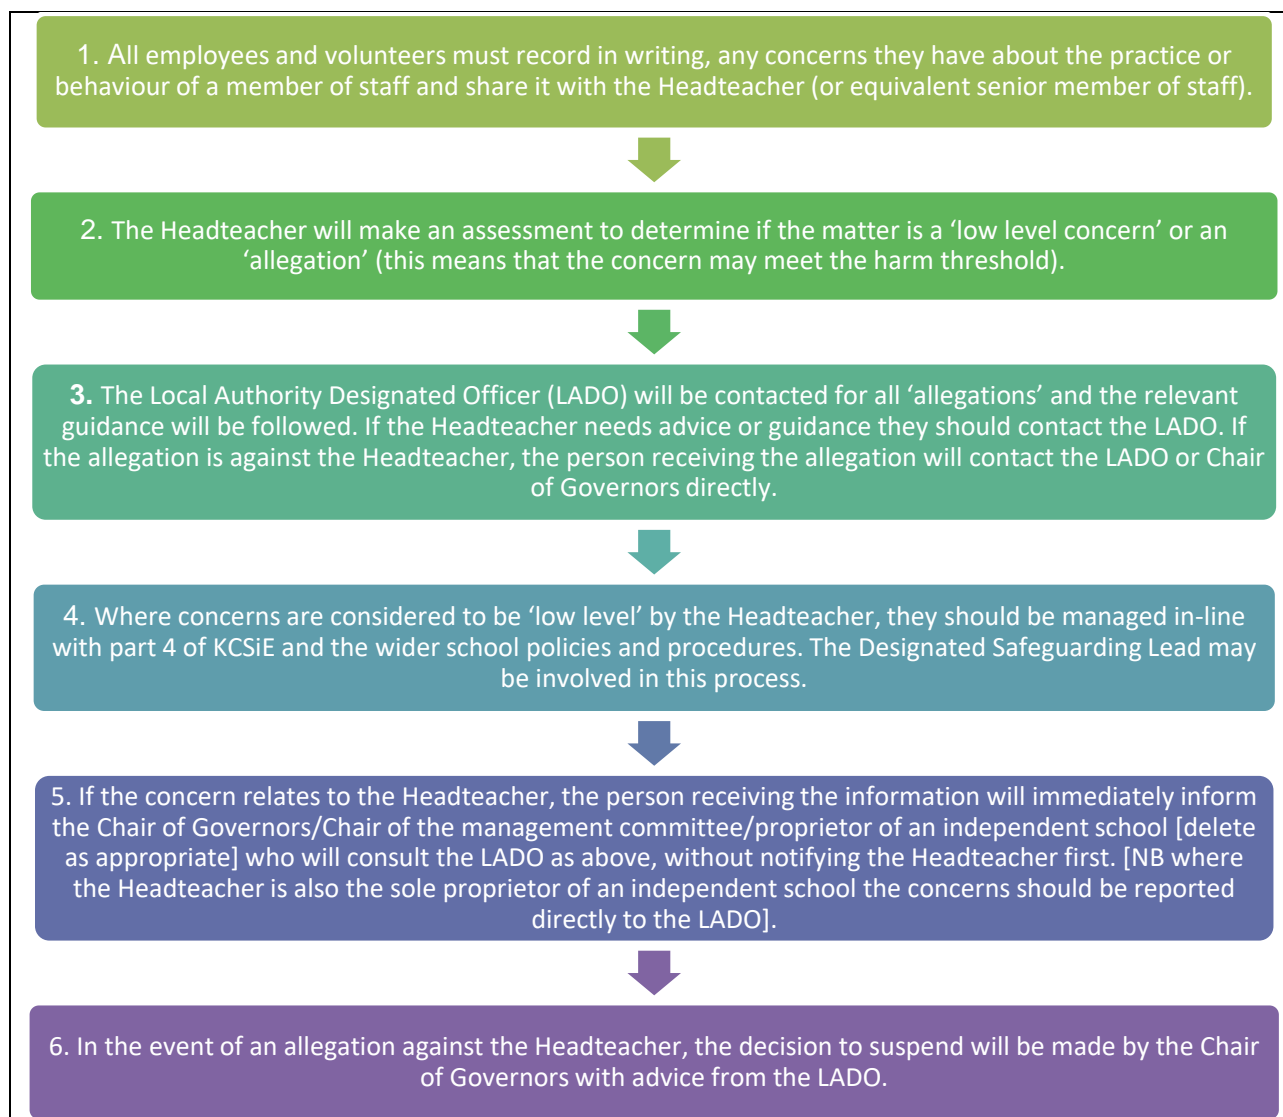 1. All employees and volunteers must record in writing, any concerns they have about the practice or
behaviour of a member of staff and share it with the Headteacher (or equivalent senior member of staff).
2. The Headteacher will make an assessment to determine if the matter is a ‘low level concern’ or an
‘allegation’ (this means that the concern may meet the harm threshold).
3. The Local Authority Designated Officer (LADO) will be contacted for all ‘allegations’ and the relevant
guidance will be followed. If the Headteacher needs advice or guidance they should contact the LADO. If
the allegation is against the Headteacher, the person receiving the allegation will contact the LADO or Chair
of Governors directly.
4. Where concerns are considered to be ‘low level’ by the Headteacher, they should be managed in-line
with part 4 of KCSiE and the wider school policies and procedures. The Designated Safeguarding Lead may
be involved in this process.
5. If the concern relates to the Headteacher, the person receiving the information will immediately inform
the Chair of Governors/Chair of the management committee/proprietor of an independent school [delete
as appropriate] who will consult the LADO as above, without notifying the Headteacher first. [NB where
the Headteacher is also the sole proprietor of an independent school the concerns should be reported
directly to the LADO].
6. In the event of an allegation against the Headteacher, the decision to suspend will be made by the Chair
of Governors with advice from the LADO.